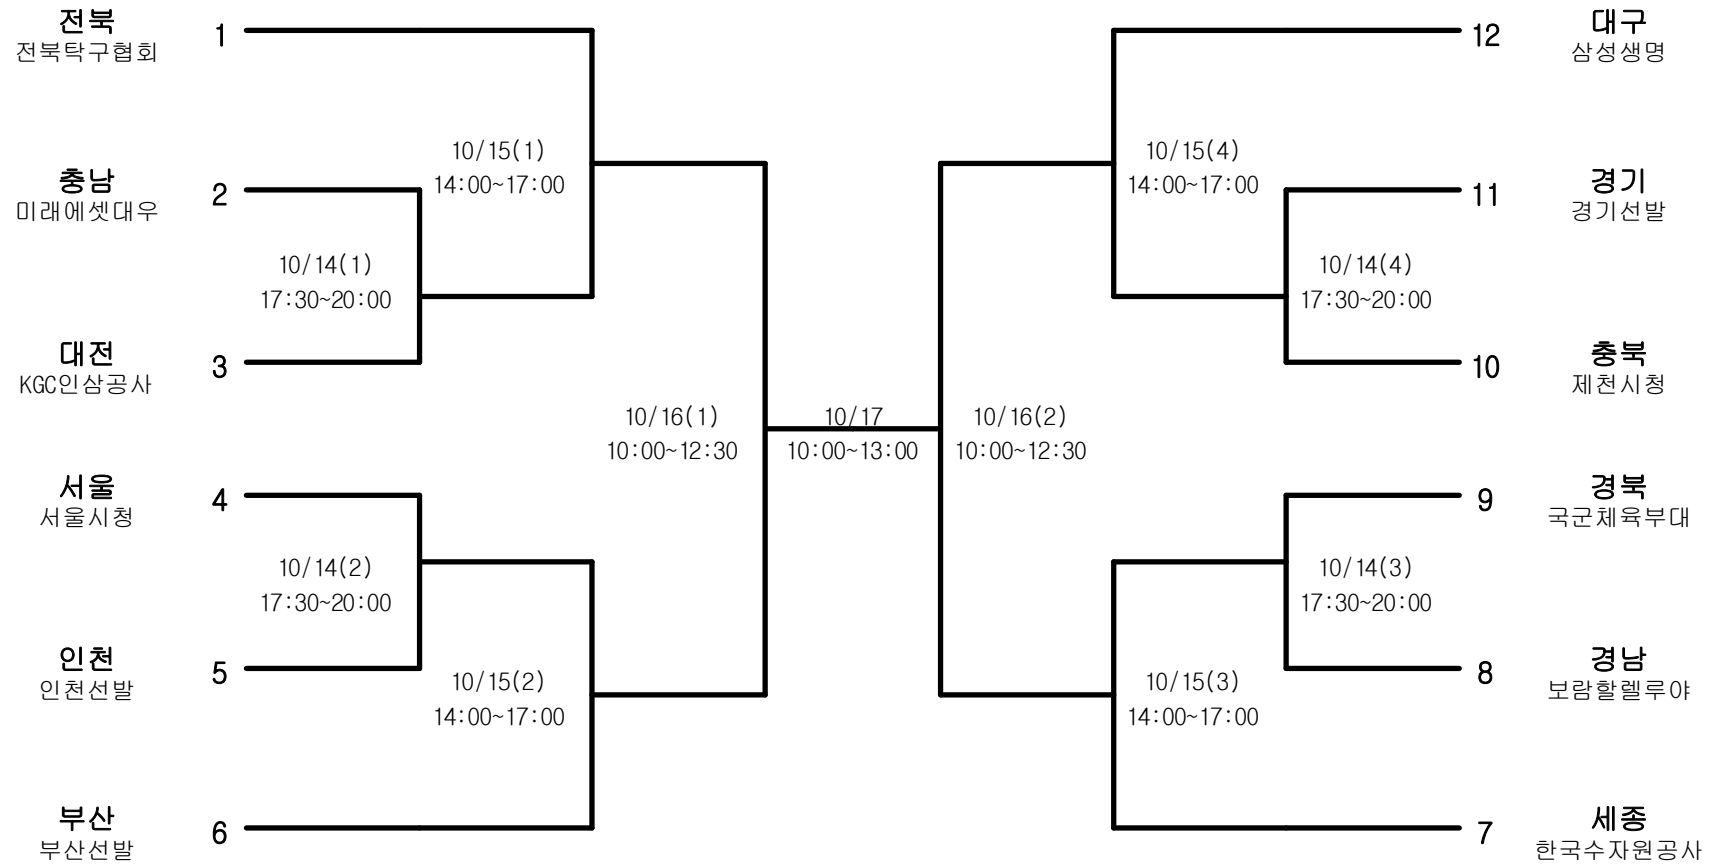 전북
전북탁구협회
1
12
대구
삼성생명
10/15(1)
14:00~17:00
10/15(4)
14:00~17:00
충남
미래에셋대우
2
11
경기
경기선발
10/14(1)
17:30~20:00
10/14(4)
17:30~20:00
대전
KGC인삼공사
3
10
충북
제천시청
10/16(1)
10:00~12:30
10/17
10:00~13:00
10/16(2)
10:00~12:30
서울
서울시청
4
9
경북
국군체육부대
10/14(2)
17:30~20:00
10/14(3)
17:30~20:00
인천
인천선발
5
8
경남
보람할렐루야
10/15(2)
14:00~17:00
10/15(3)
14:00~17:00
부산
부산선발
6
7
세종
한국수자원공사